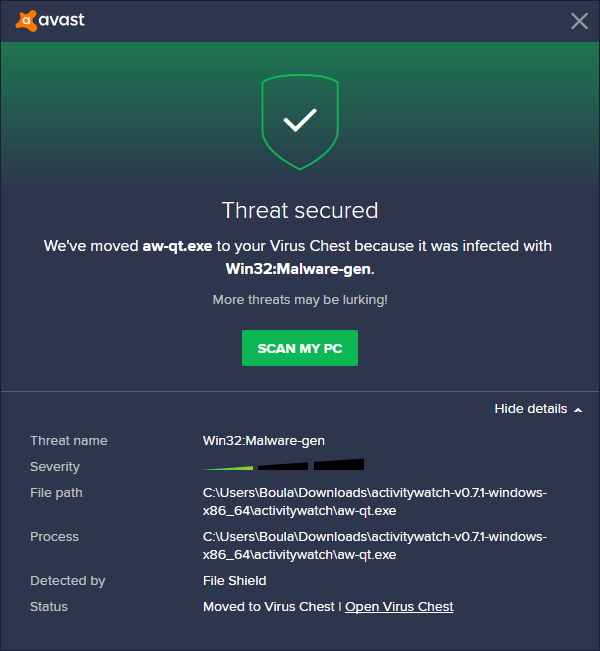 avast
Threat secured
We've moved aw-qt.exe to your Virus Chest because it was infected with
Win32:Malware-gen.
More threats may be lurking!
SCAN MY PC
Hide details
Threat name Win32:Malware-gen
Severity
File path C:\Users\Boula\Downloads\activitywatch-v0.7.1-windows-
x86_64\activitywatch\aw-qt.exe
Process C:\Users\Boula\Downloads\activitywatch-v0.7.1-windows-
x86_64\activitywatch\aw-qt.exe
Detected by File Shield
Status Moved to Virus Chest | Open Virus Chest